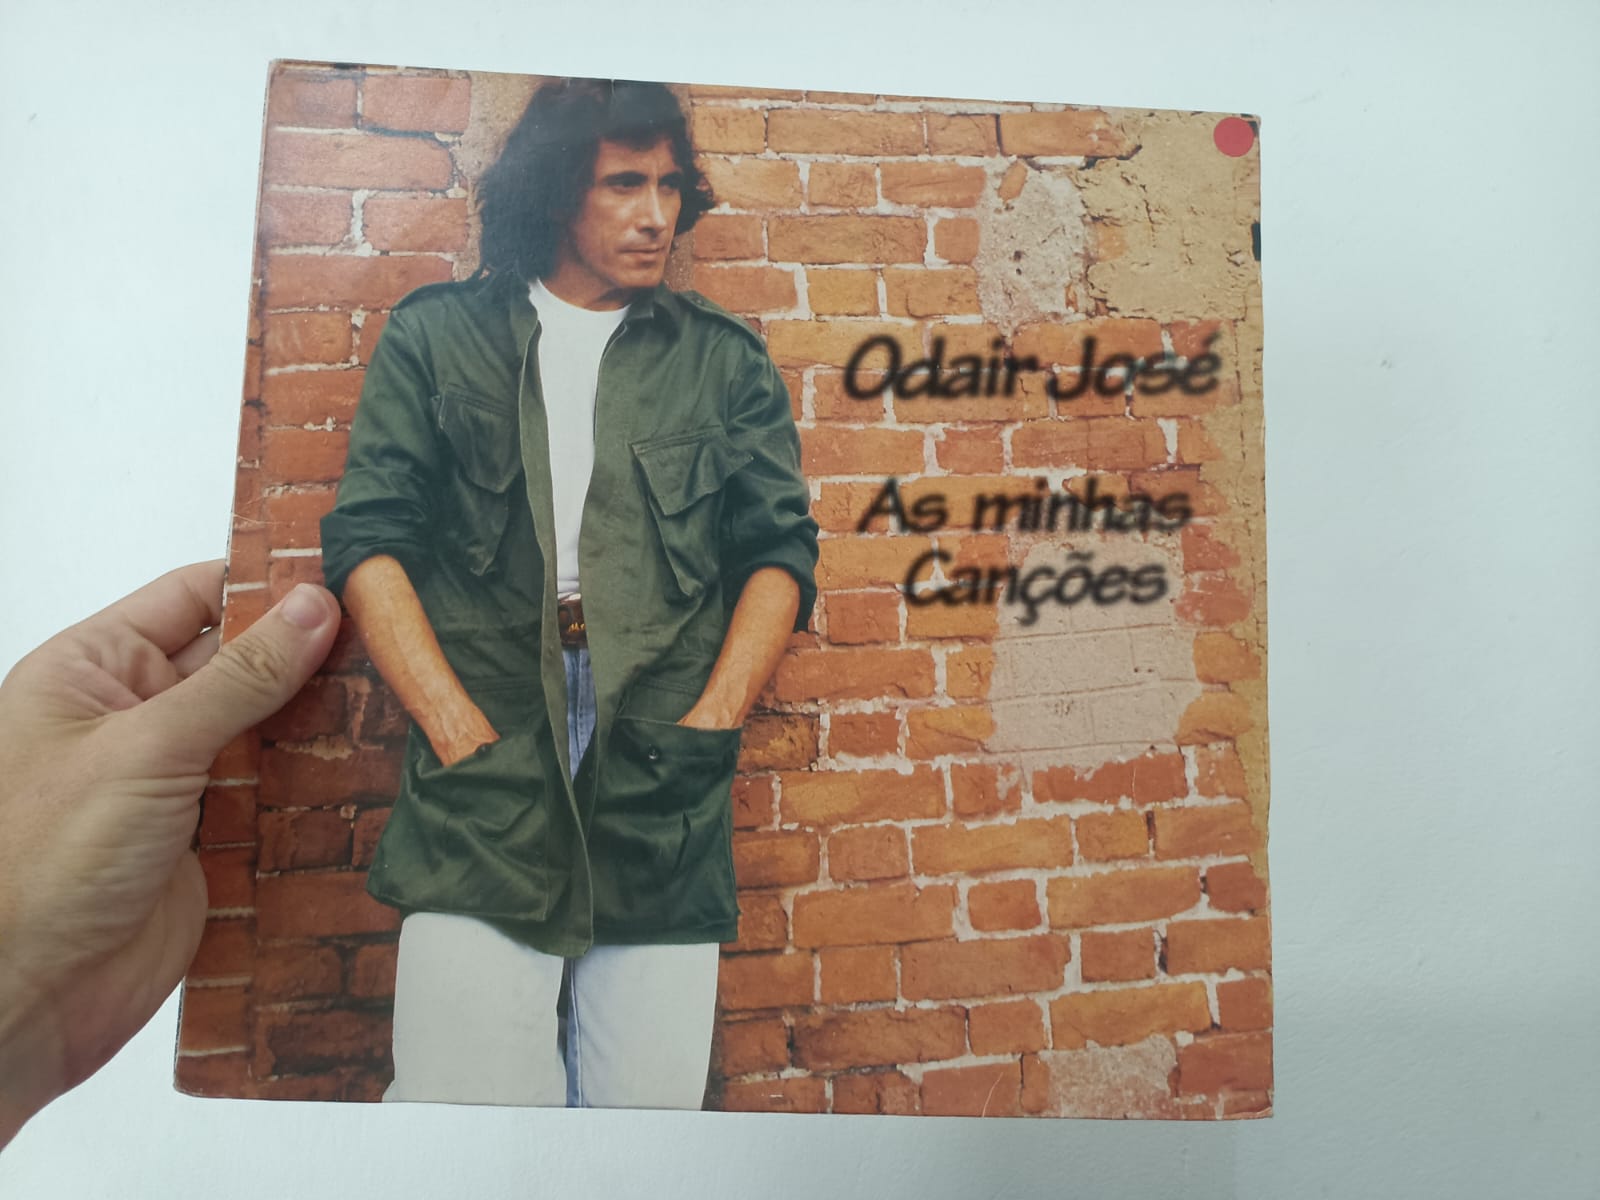 Odair José
As minhas
Canções